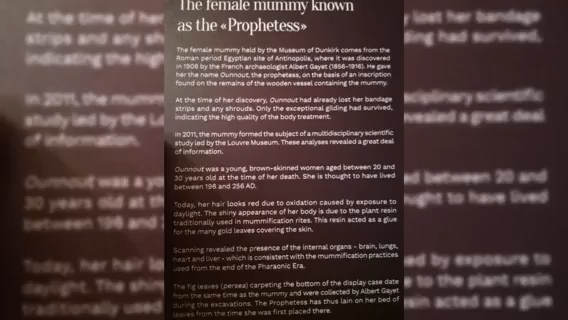 The female mummy known
as the «Prophetess»
The female mummy held by the Museum of Dunkirk comes from the
Roman period Egyptian site of Antinopolis, where it was discovered
in 1906 by the French archaeologist Albert Gayet (1856-1916). He gave
her the name Ounnout, the prophetess, on the basis of an inscription
found on the remains of the wooden vessel containing the mummy.
At the time of her discovery, Ounnout had already lost her bandage
strips and any shrouds. Only the exceptional gilding had survived,
indicating the high quality of the body treatment.
In 2011, the mummy formed the subject of a multidisciplinary scientific
study led by the Louvre Museum. These analyses revealed a great deal
of information.
Ounnout was a young, brown-skinned women aged between 20 and
30 years old at the time of her death. She is thought to have lived
between 196 and 256 AD.
Today, her hair looks red due to oxidation caused by exposure to
daylight. The shiny appearance of her body is due to the plant resin
traditionally used in mummification rites. This resin acted as a glue
for the many gold leaves covering the skin.
Scanning revealed the presence of the internal organs - brain, lungs,
heart and liver - which is consistent with the mummification practices
used from the end of the Pharaonic Era.
The fig leaves (persea) carpeting the bottom of the display case date
from the same time as the mummy and were collected by Albert Gayet
during the excavations. The Prophetess has thus lain on her bed of
leaves from the time she was first placed there.